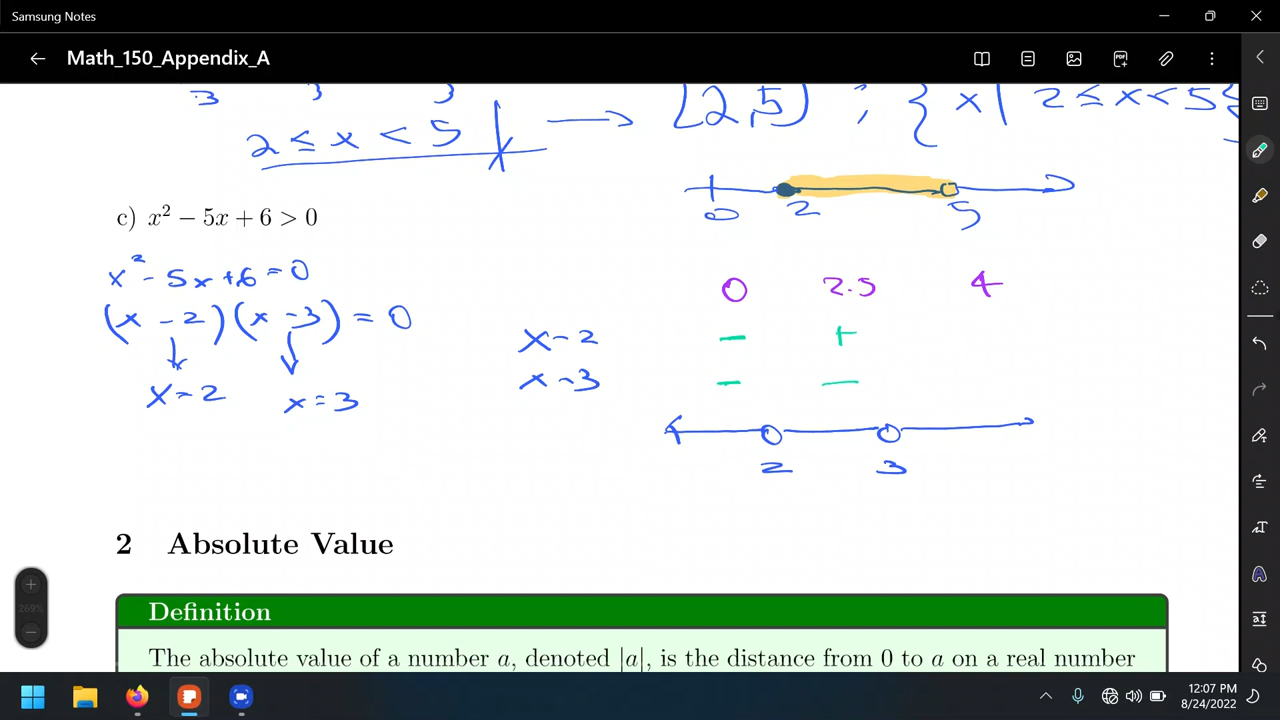 Samsung Notes
Math_150_Appendix_A
2 ≤ x < 5 → [2,5) ; { x | 2 ≤ x < 5 }
0 2 5
c) x² − 5x + 6 > 0
x² - 5x + 6 = 0
(x - 2)(x - 3) = 0
x = 2 x = 3
0 2.5 4
x - 2 - +
x - 3 - -
2 3
2 Absolute Value
Definition
The absolute value of a number a, denoted |a|, is the distance from 0 to a on a real number
269%
12:07 PM
8/24/2022